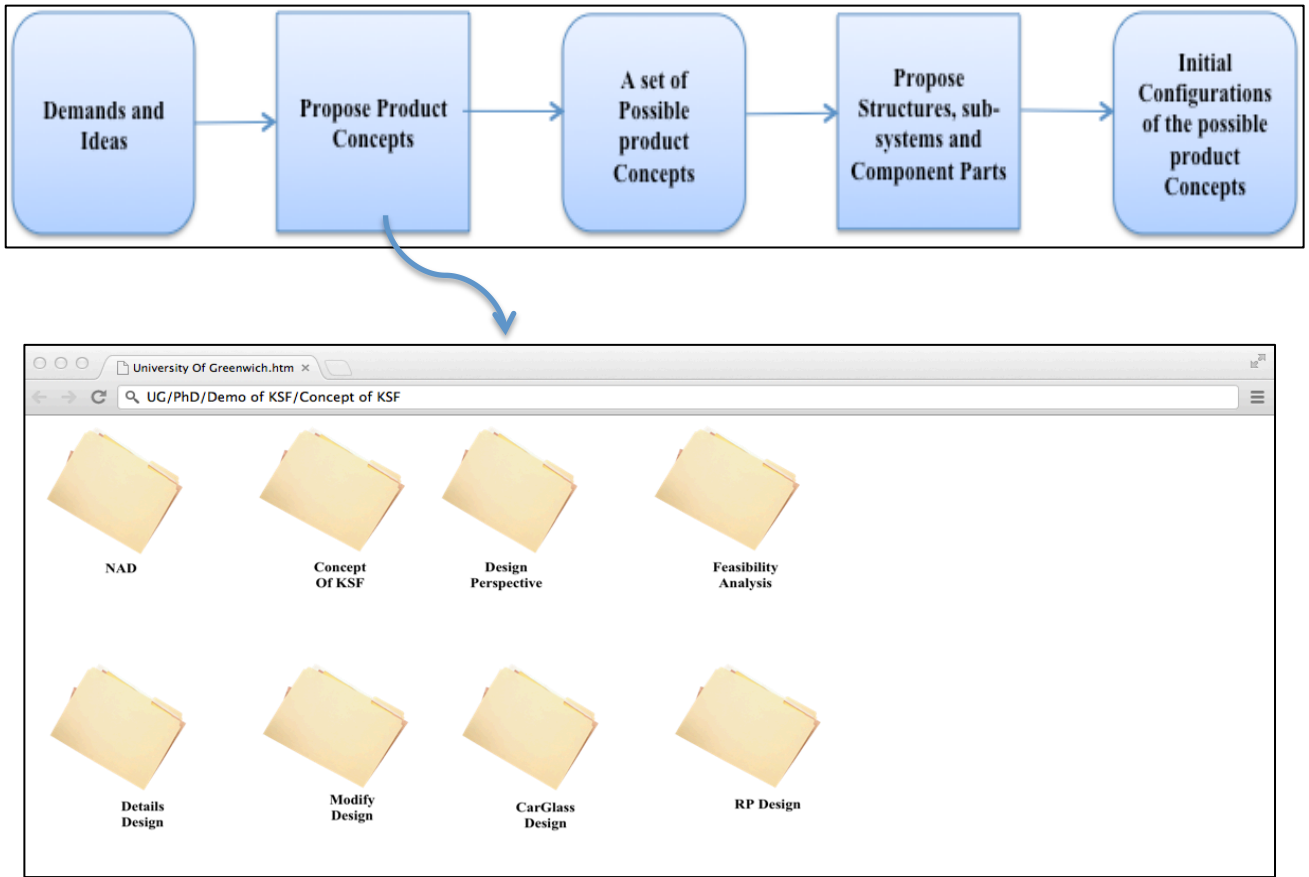 Demands and
Ideas
Propose Product
Concepts
A set of
Possible
product
Concepts
Propose
Structures, sub-
systems and
Component Parts
Initial
Configurations
of the possible
product
Concepts
University Of Greenwich.htm
UG/PhD/Demo of KSF/Concept of KSF
NAD
Concept
Of KSF
Design
Perspective
Feasibility
Analysis
Details
Design
Modify
Design
CarGlass
Design
RP Design